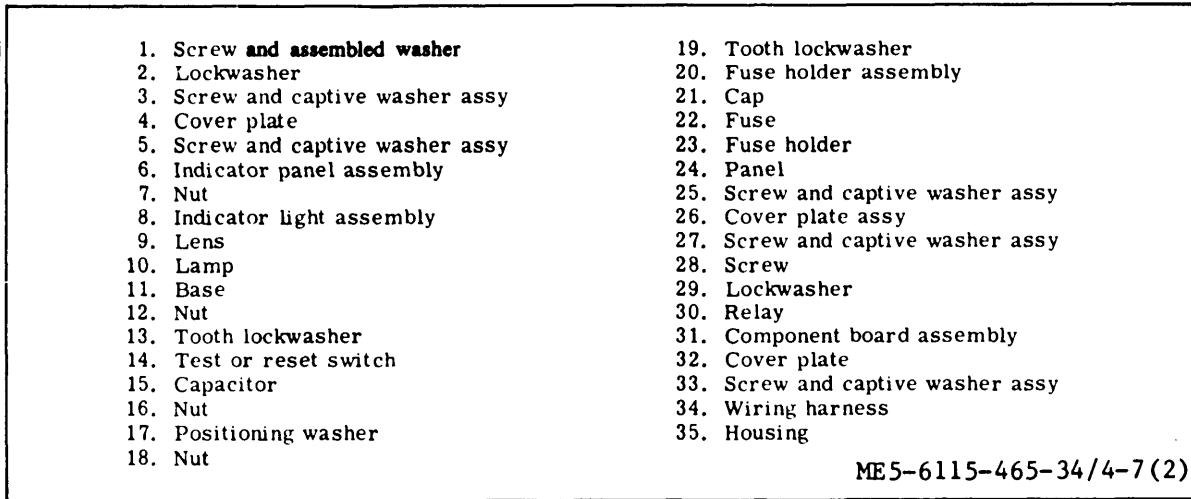 1. Screw and assembled washer
2. Lockwasher
3. Screw and captive washer assy
4. Cover plate
5. Screw and captive washer assy
6. Indicator panel assembly
7. Nut
8. Indicator light assembly
9. Lens
10. Lamp
11. Base
12. Nut
13. Tooth lockwasher
14. Test or reset switch
15. Capacitor
16. Nut
17. Positioning washer
18. Nut
19. Tooth lockwasher
20. Fuse holder assembly
21. Cap
22. Fuse
23. Fuse holder
24. Panel
25. Screw and captive washer assy
26. Cover plate assy
27. Screw and captive washer assy
28. Screw
29. Lockwasher
30. Relay
31. Component board assembly
32. Cover plate
33. Screw and captive washer assy
34. Wiring harness
35. Housing
ME5-6115-465-34/4-7(2)